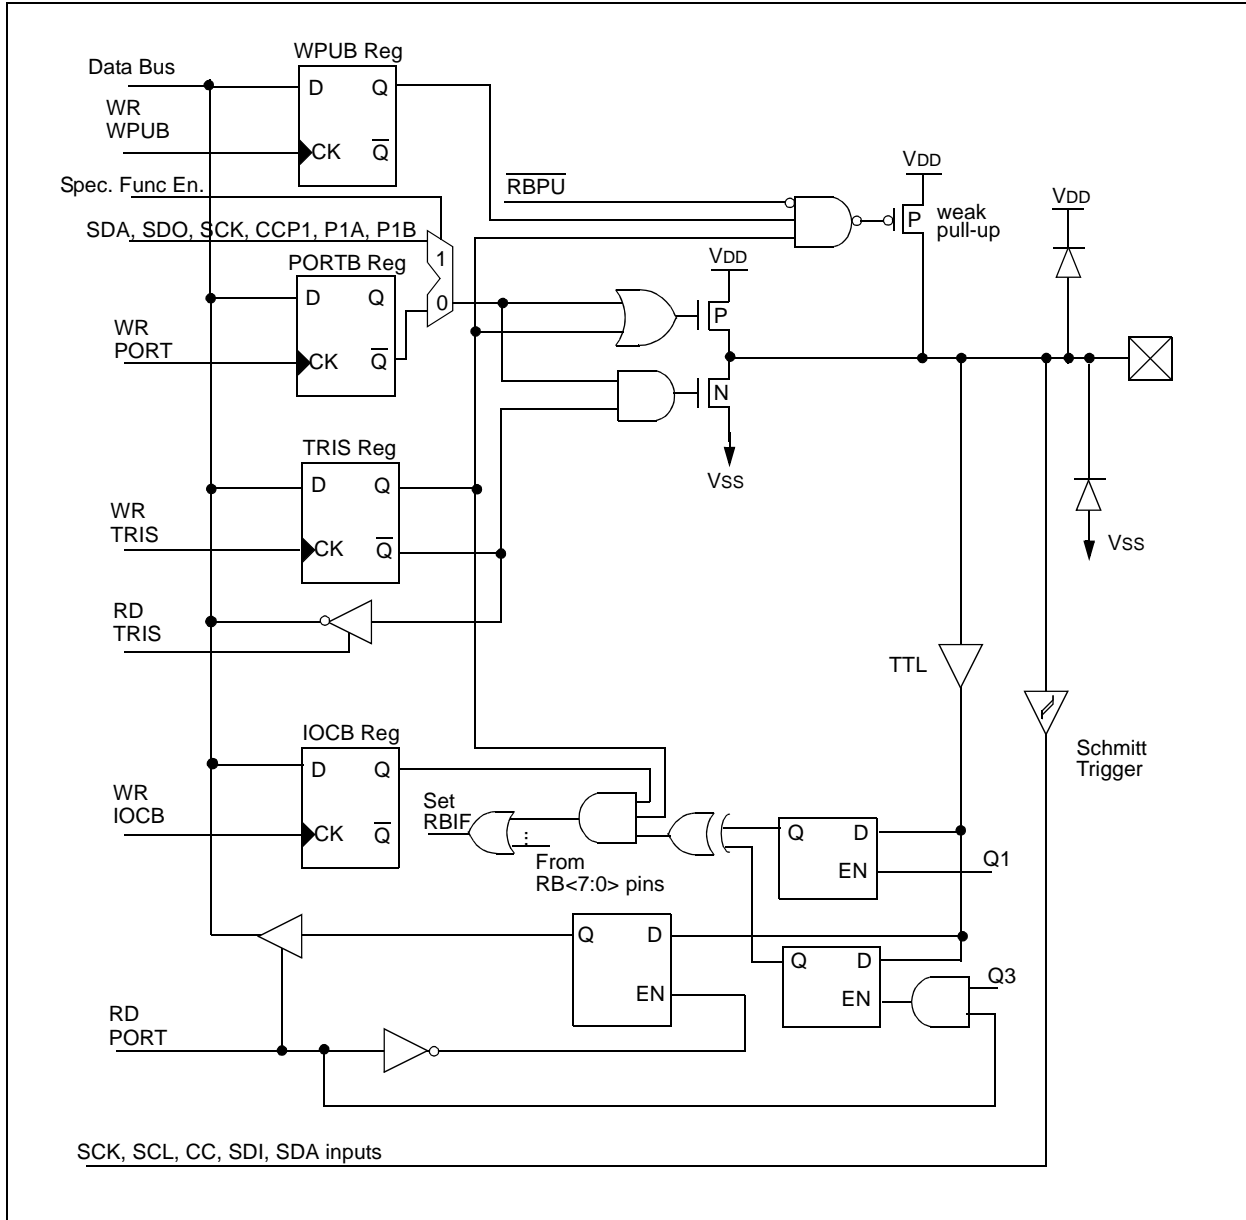 WPUB Reg
Data Bus
D Q
WR
WPUB
CK Q
Spec. Func En.
RBPU
VDD
P
weak
pull-up
VDD
SDA, SDO, SCK, CCP1, P1A, P1B
1
PORTB Reg
VDD
D Q
0
P
WR
PORT
CK Q
N
TRIS Reg
VSS
D Q
WR
TRIS
CK Q
VSS
RD
TRIS
TTL
IOCB Reg
Schmitt
Trigger
D Q
WR
IOCB
CK Q
Set
RBIF
From
RB<7:0> pins
Q D
EN
Q1
Q D
EN
Q D
EN
Q3
RD
PORT
SCK, SCL, CC, SDI, SDA inputs